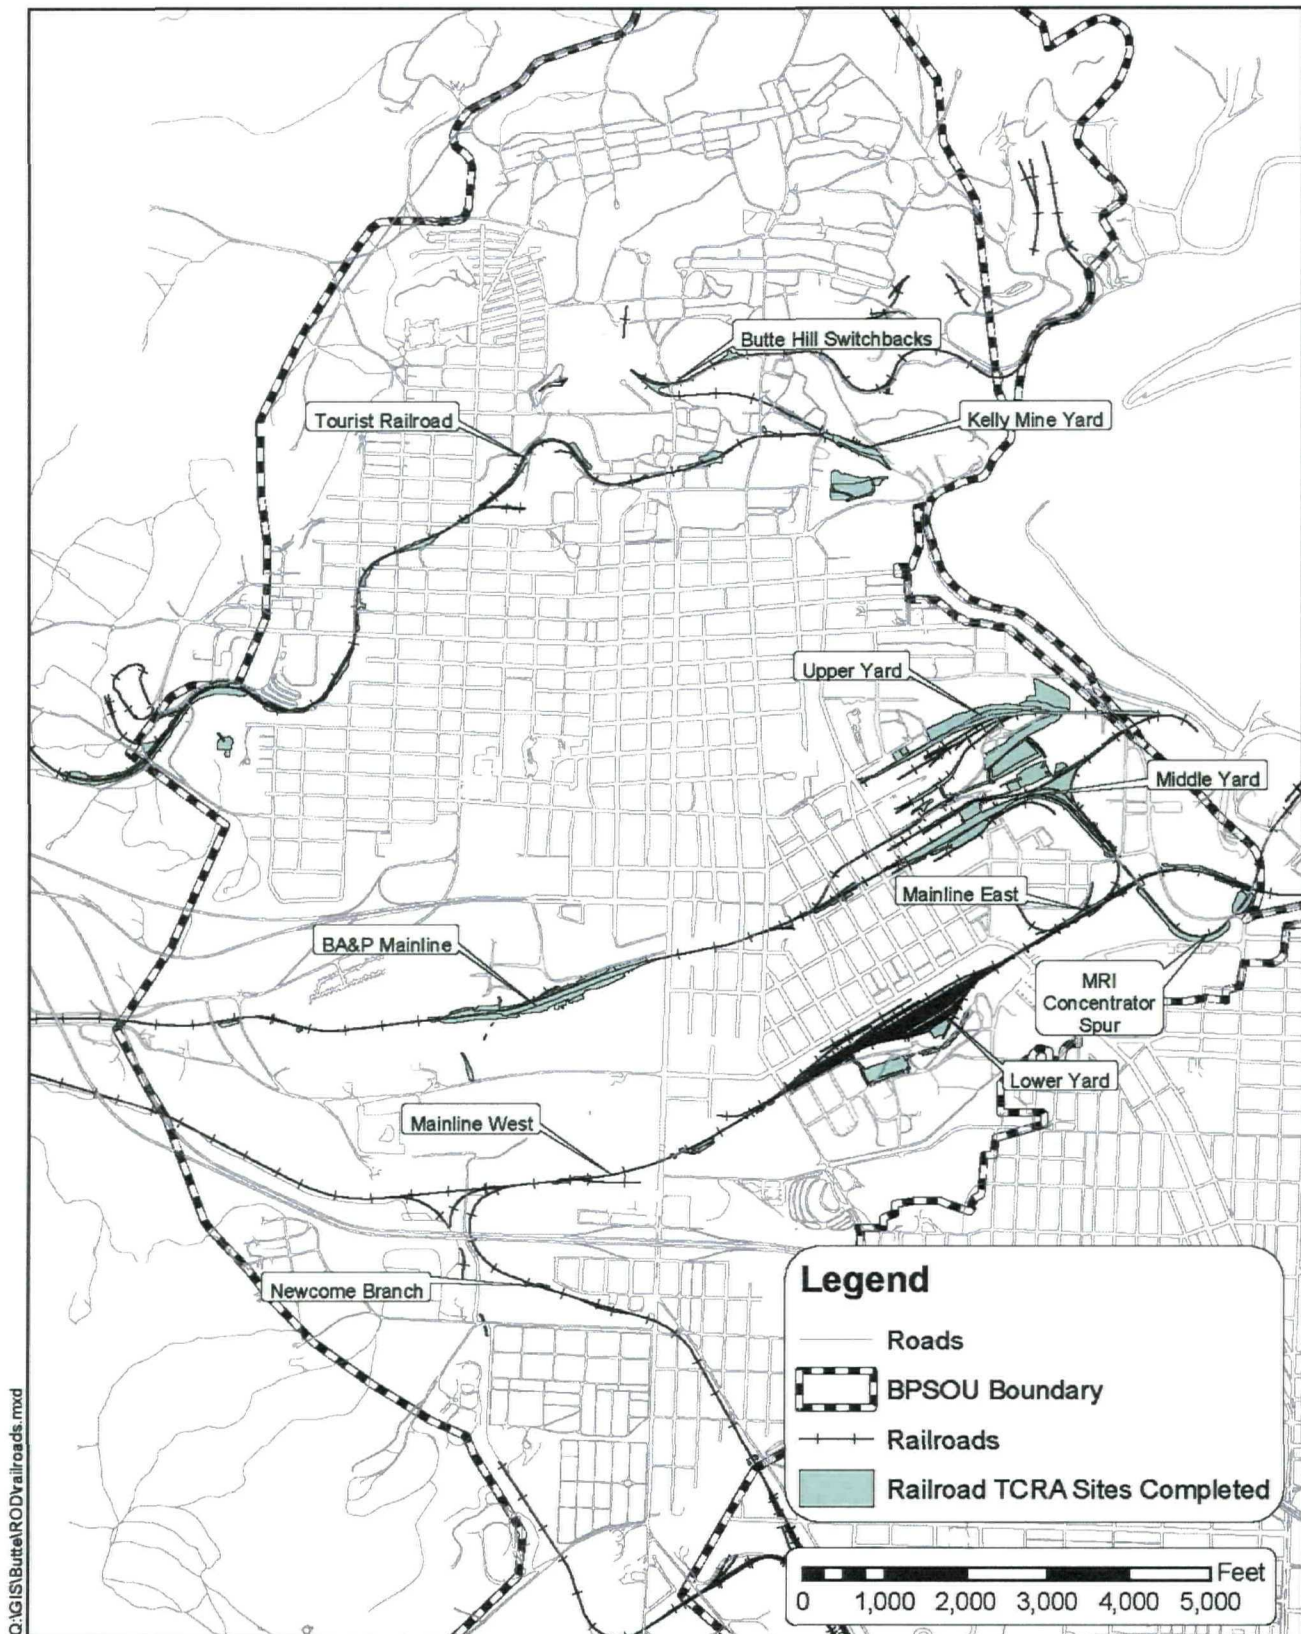 Butte Hill Switchbacks
Tourist Railroad
Kelly Mine Yard
Upper Yard
Middle Yard
Mainline East
BA&P Mainline
MRI
Concentrator
Spur
Lower Yard
Mainline West
Newcome Branch
Legend
Roads
BPSOU Boundary
Railroads
Railroad TCRA Sites Completed
Feet
0 1,000 2,000 3,000 4,000 5,000
Q:\GIS\Butte\ROD\railroads.mxd